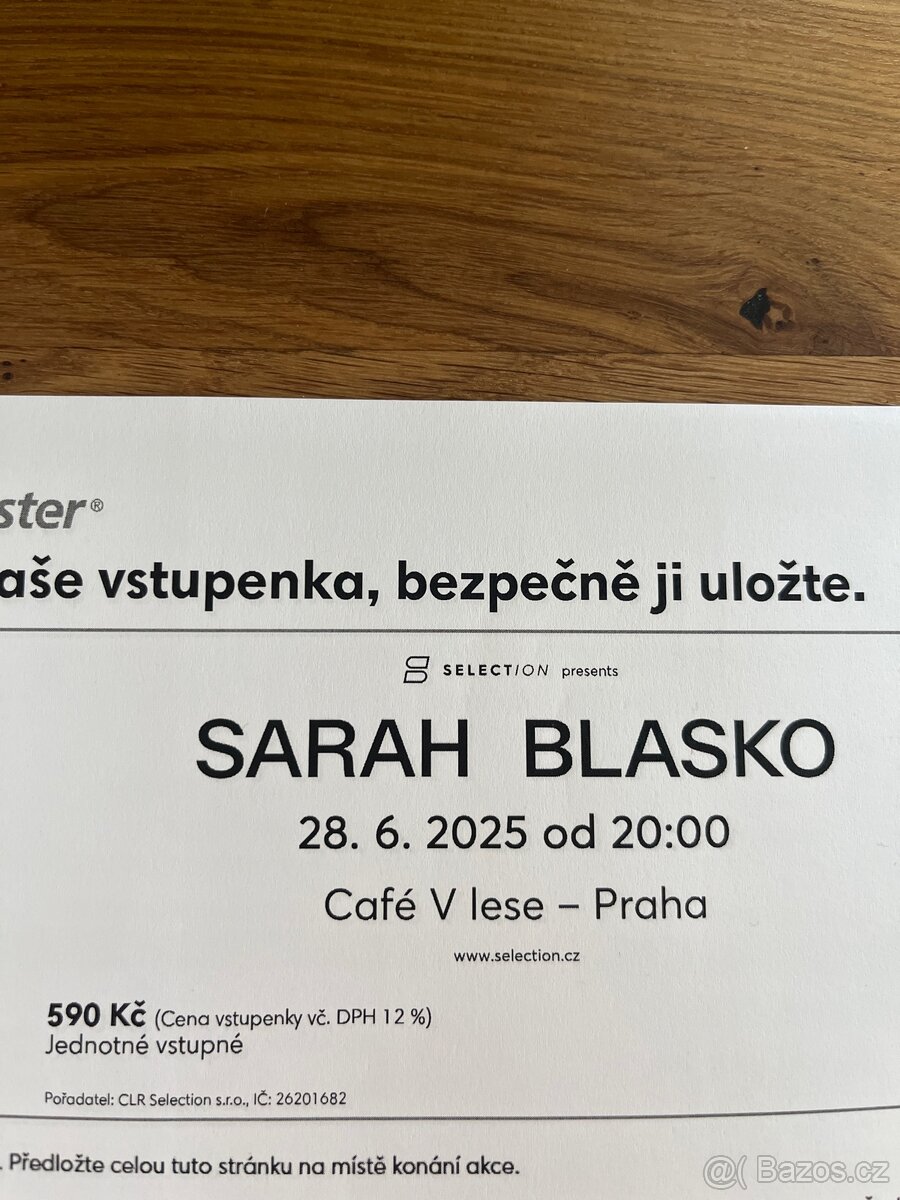 ster®
aše vstupenka, bezpečně ji uložte.
SELECTION presents
SARAH BLASKO
28. 6. 2025 od 20:00
Café V lese – Praha
www.selection.cz
590 Kč (Cena vstupenky vč. DPH 12 %)
Jednotné vstupné
Pořadatel: CLR Selection s.r.o., IČ: 26201682
. Předložte celou tuto stránku na místě konání akce.
@( Bazos.cz